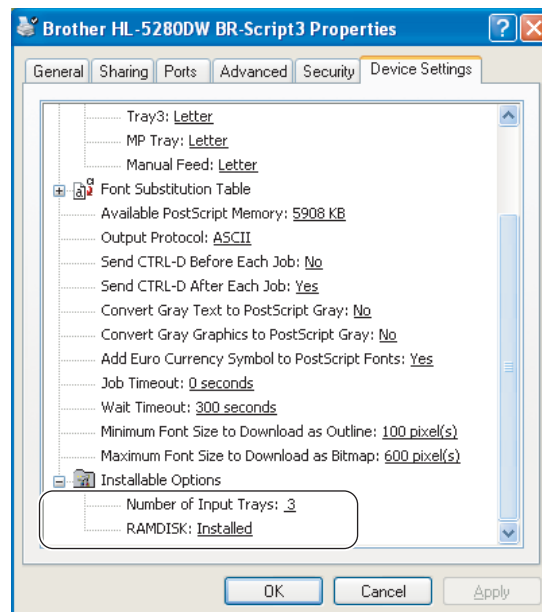 Brother HL-5280DW BR-Script3 Properties
General Sharing Ports Advanced Security Device Settings
Tray3: Letter
MP Tray: Letter
Manual Feed: Letter
Font Substitution Table
Available PostScript Memory: 5908 KB
Output Protocol: ASCII
Send CTRL-D Before Each Job: No
Send CTRL-D After Each Job: Yes
Convert Gray Text to PostScript Gray: No
Convert Gray Graphics to PostScript Gray: No
Add Euro Currency Symbol to PostScript Fonts: Yes
Job Timeout: 0 seconds
Wait Timeout: 300 seconds
Minimum Font Size to Download as Outline: 100 pixel(s)
Maximum Font Size to Download as Bitmap: 600 pixel(s)
Installable Options
Number of Input Trays: 3
RAMDISK: Installed
OK Cancel Apply